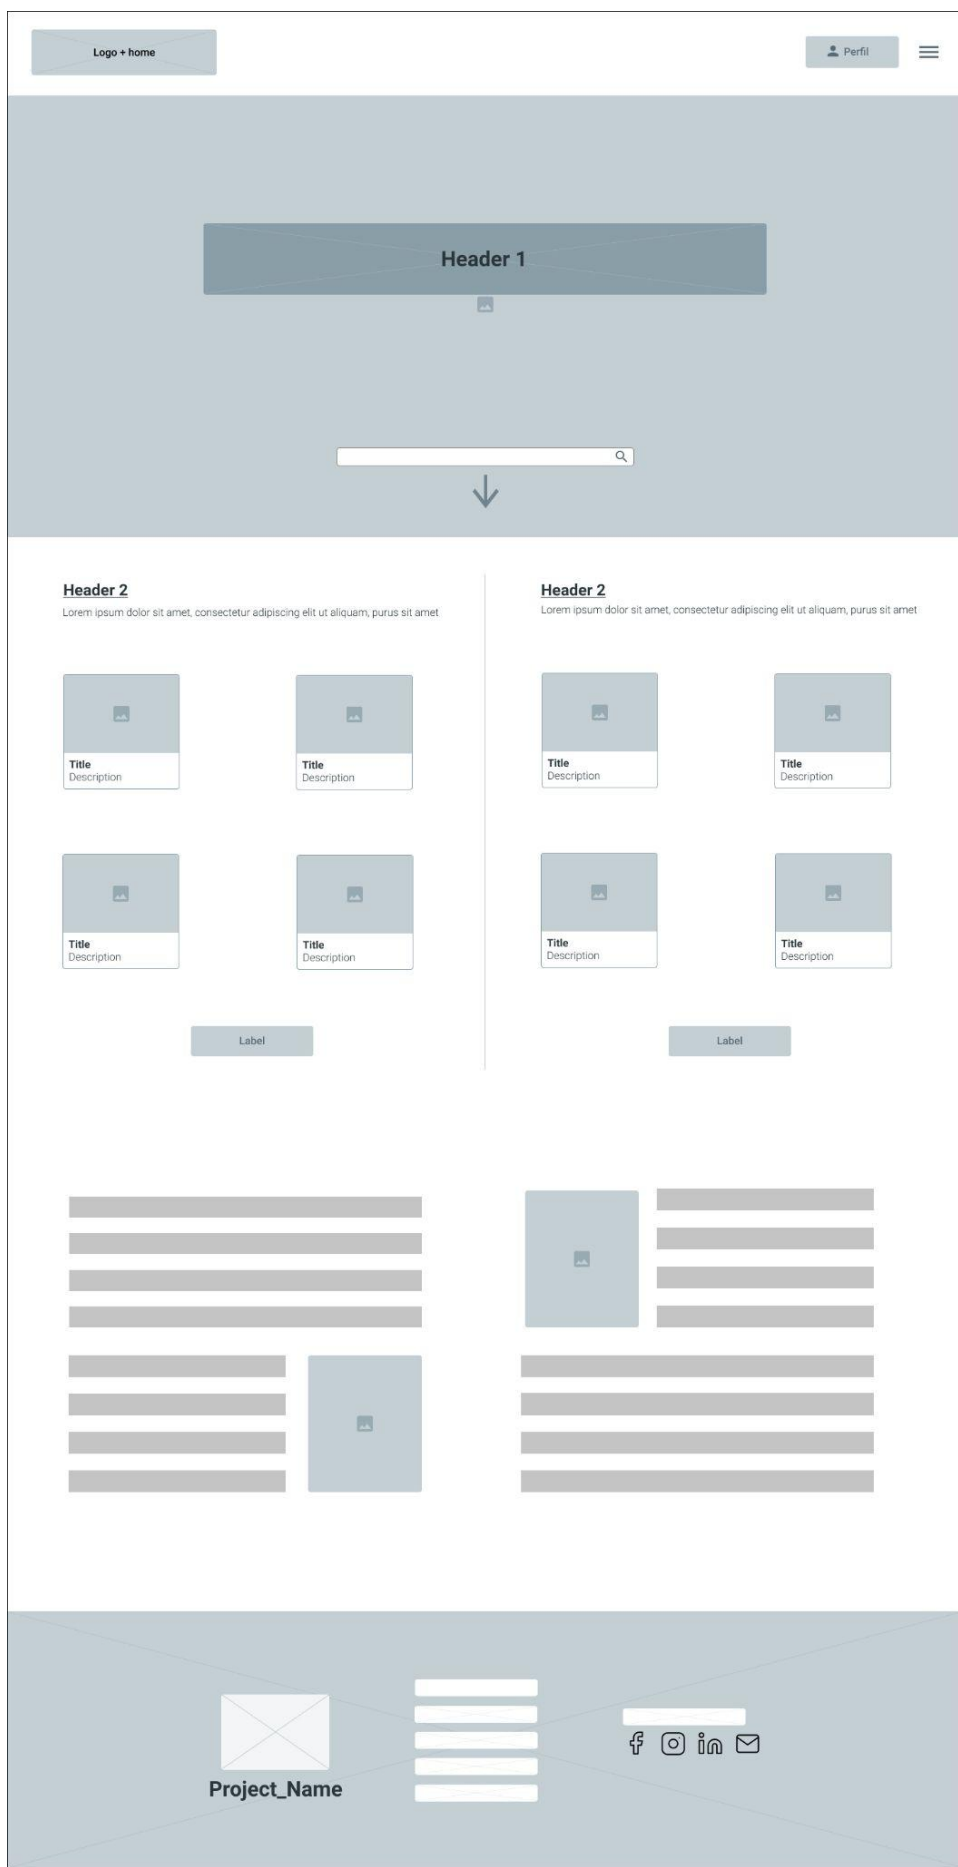 Logo + home
Perfil
Header 1
Header 2
Lorem ipsum dolor sit amet, consectetur adipiscing elit ut aliquam, purus sit amet
Title
Description
Title
Description
Title
Description
Title
Description
Label
Header 2
Lorem ipsum dolor sit amet, consectetur adipiscing elit ut aliquam, purus sit amet
Title
Description
Title
Description
Title
Description
Title
Description
Label
Project_Name